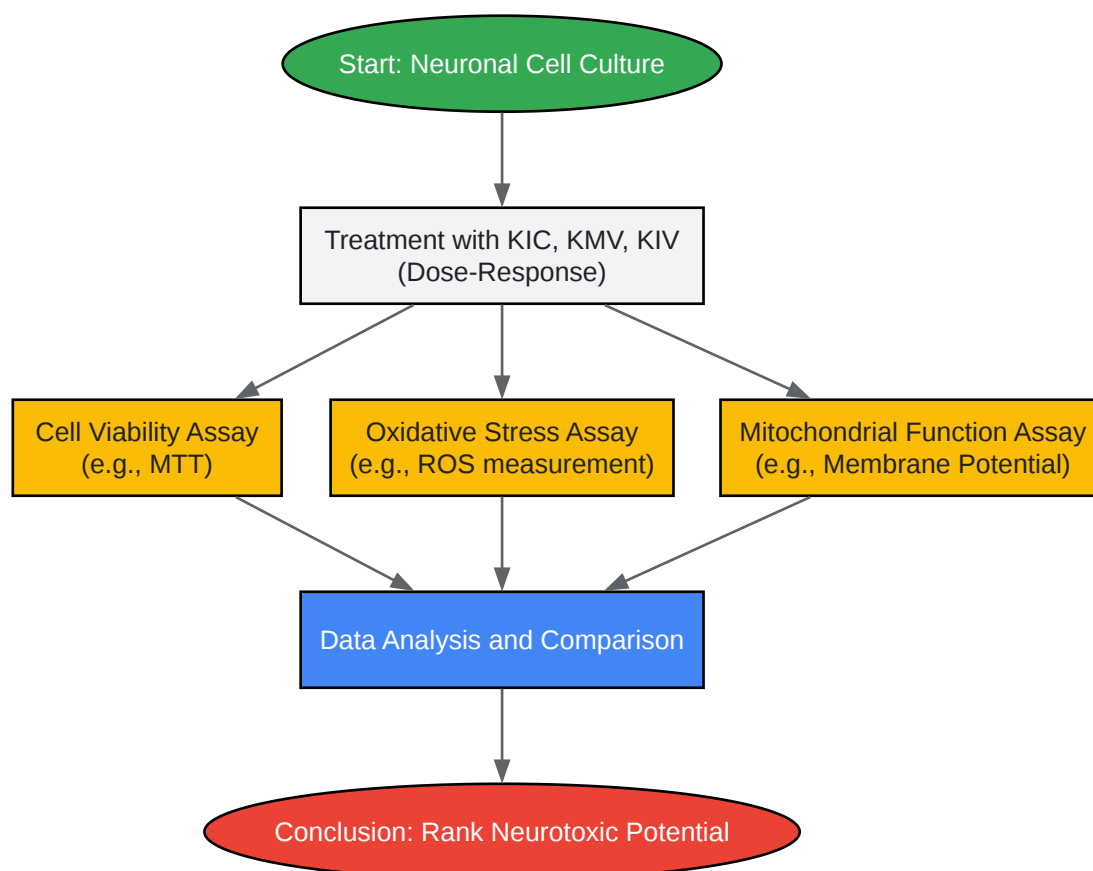 Start: Neuronal Cell Culture
Treatment with KIC, KMV, KIV
(Dose-Response)
Cell Viability Assay
(e.g., MTT)
Oxidative Stress Assay
(e.g., ROS measurement)
Mitochondrial Function Assay
(e.g., Membrane Potential)
Data Analysis and Comparison
Conclusion: Rank Neurotoxic Potential